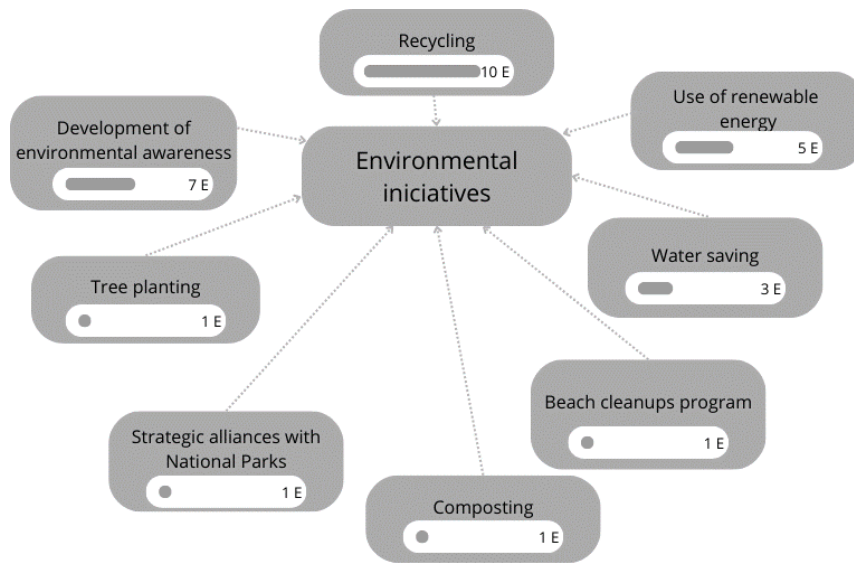 Recycling
10 E
Use of renewable
energy
5 E
Development of
environmental awareness
7 E
Environmental
iniciatives
Water saving
3 E
Tree planting
1 E
Beach cleanups program
1 E
Strategic alliances with
National Parks
1 E
Composting
1 E